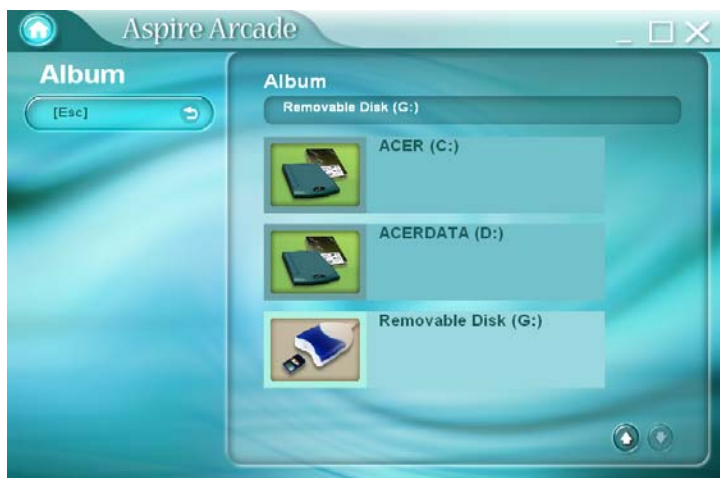 Aspire Arcade
Album
[Esc]
Album
Removable Disk (G:)
ACER (C:)
ACERDATA (D:)
Removable Disk (G:)